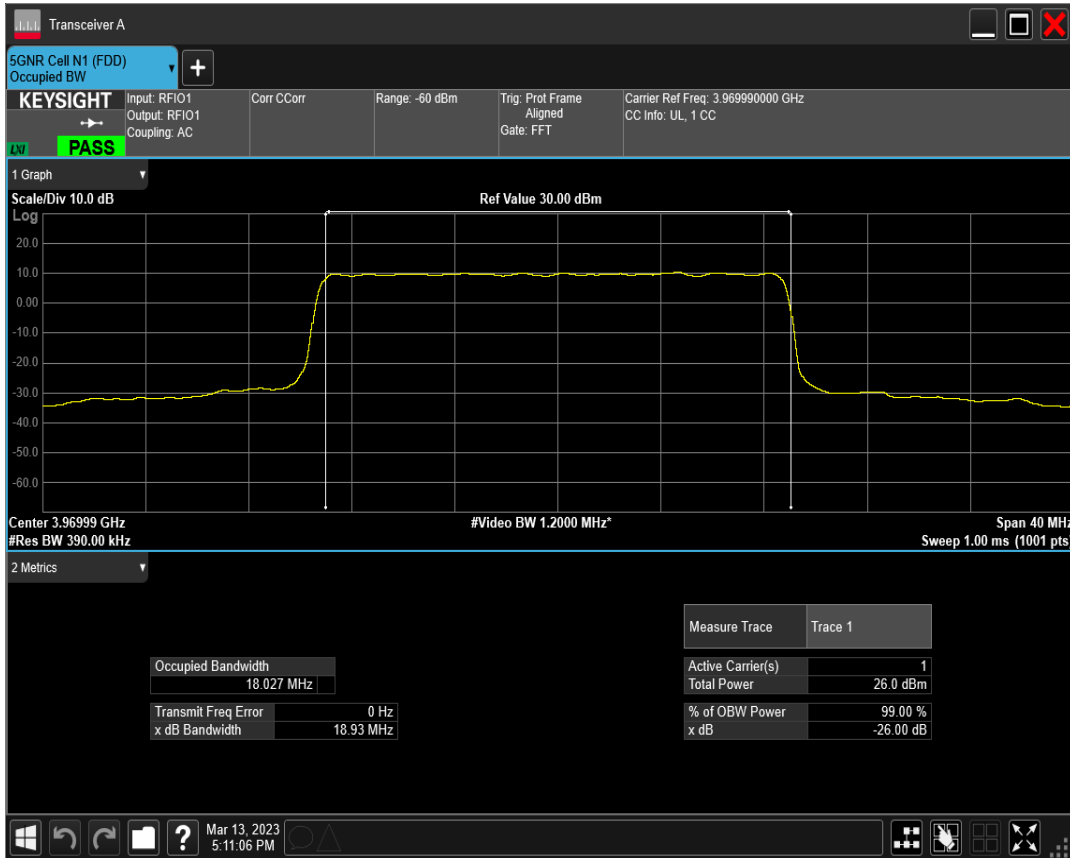 Transceiver A
5GNR Cell N1 (FDD)
Occupied BW
+
KEYSIGHT
LXI
PASS
Input: RFIO1
Output: RFIO1
Coupling: AC
Corr CCorr
Range: -60 dBm
Trig: Prot Frame
Aligned
Gate: FFT
Carrier Ref Freq: 3.969990000 GHz
CC Info: UL, 1 CC
1 Graph
Scale/Div 10.0 dB
Ref Value 30.00 dBm
Log
20.0
10.0
0.00
-10.0
-20.0
-30.0
-40.0
-50.0
-60.0
Center 3.96999 GHz
#Video BW 1.2000 MHz*
Span 40 MHz
#Res BW 390.00 kHz
Sweep 1.00 ms (1001 pts)
2 Metrics
Measure Trace Trace 1
Occupied Bandwidth
18.027 MHz
Active Carrier(s) 1
Total Power 26.0 dBm
Transmit Freq Error 0 Hz
x dB Bandwidth 18.93 MHz
% of OBW Power 99.00 %
x dB -26.00 dB
?
Mar 13, 2023
5:11:06 PM